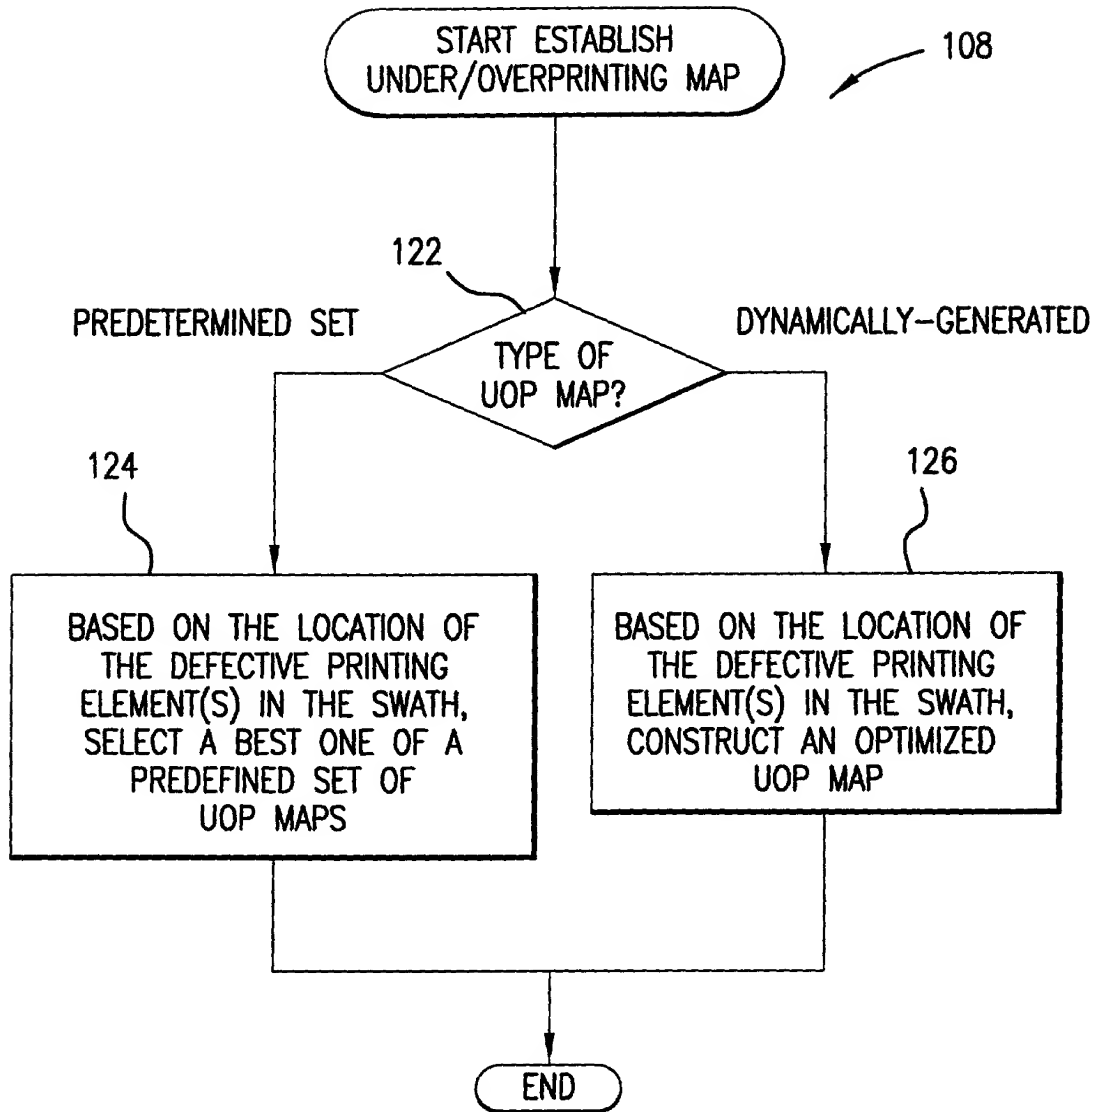 START ESTABLISH
UNDER/OVERPRINTING MAP
108
122
PREDETERMINED SET
DYNAMICALLY-GENERATED
TYPE OF
UOP MAP?
124
126
BASED ON THE LOCATION OF
THE DEFECTIVE PRINTING
ELEMENT(S) IN THE SWATH,
SELECT A BEST ONE OF A
PREDEFINED SET OF
UOP MAPS
BASED ON THE LOCATION OF
THE DEFECTIVE PRINTING
ELEMENT(S) IN THE SWATH,
CONSTRUCT AN OPTIMIZED
UOP MAP
END